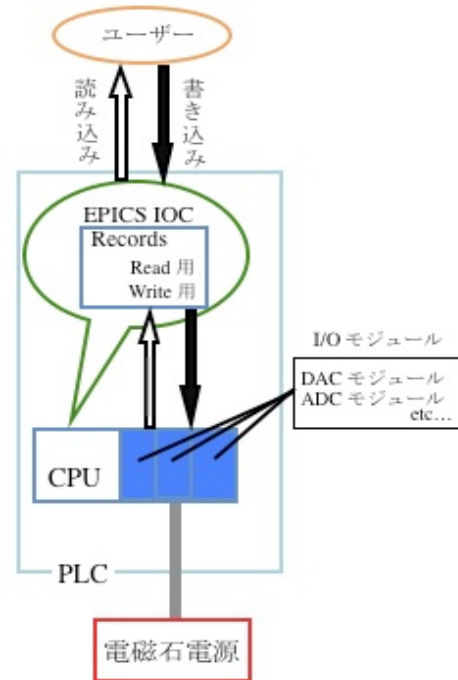 ユーザー
読み込み
書き込み
EPICS IOC
Records
Read 用
Write 用
I/O モジュール
DAC モジュール
ADC モジュール
etc…
CPU
PLC
電磁石電源